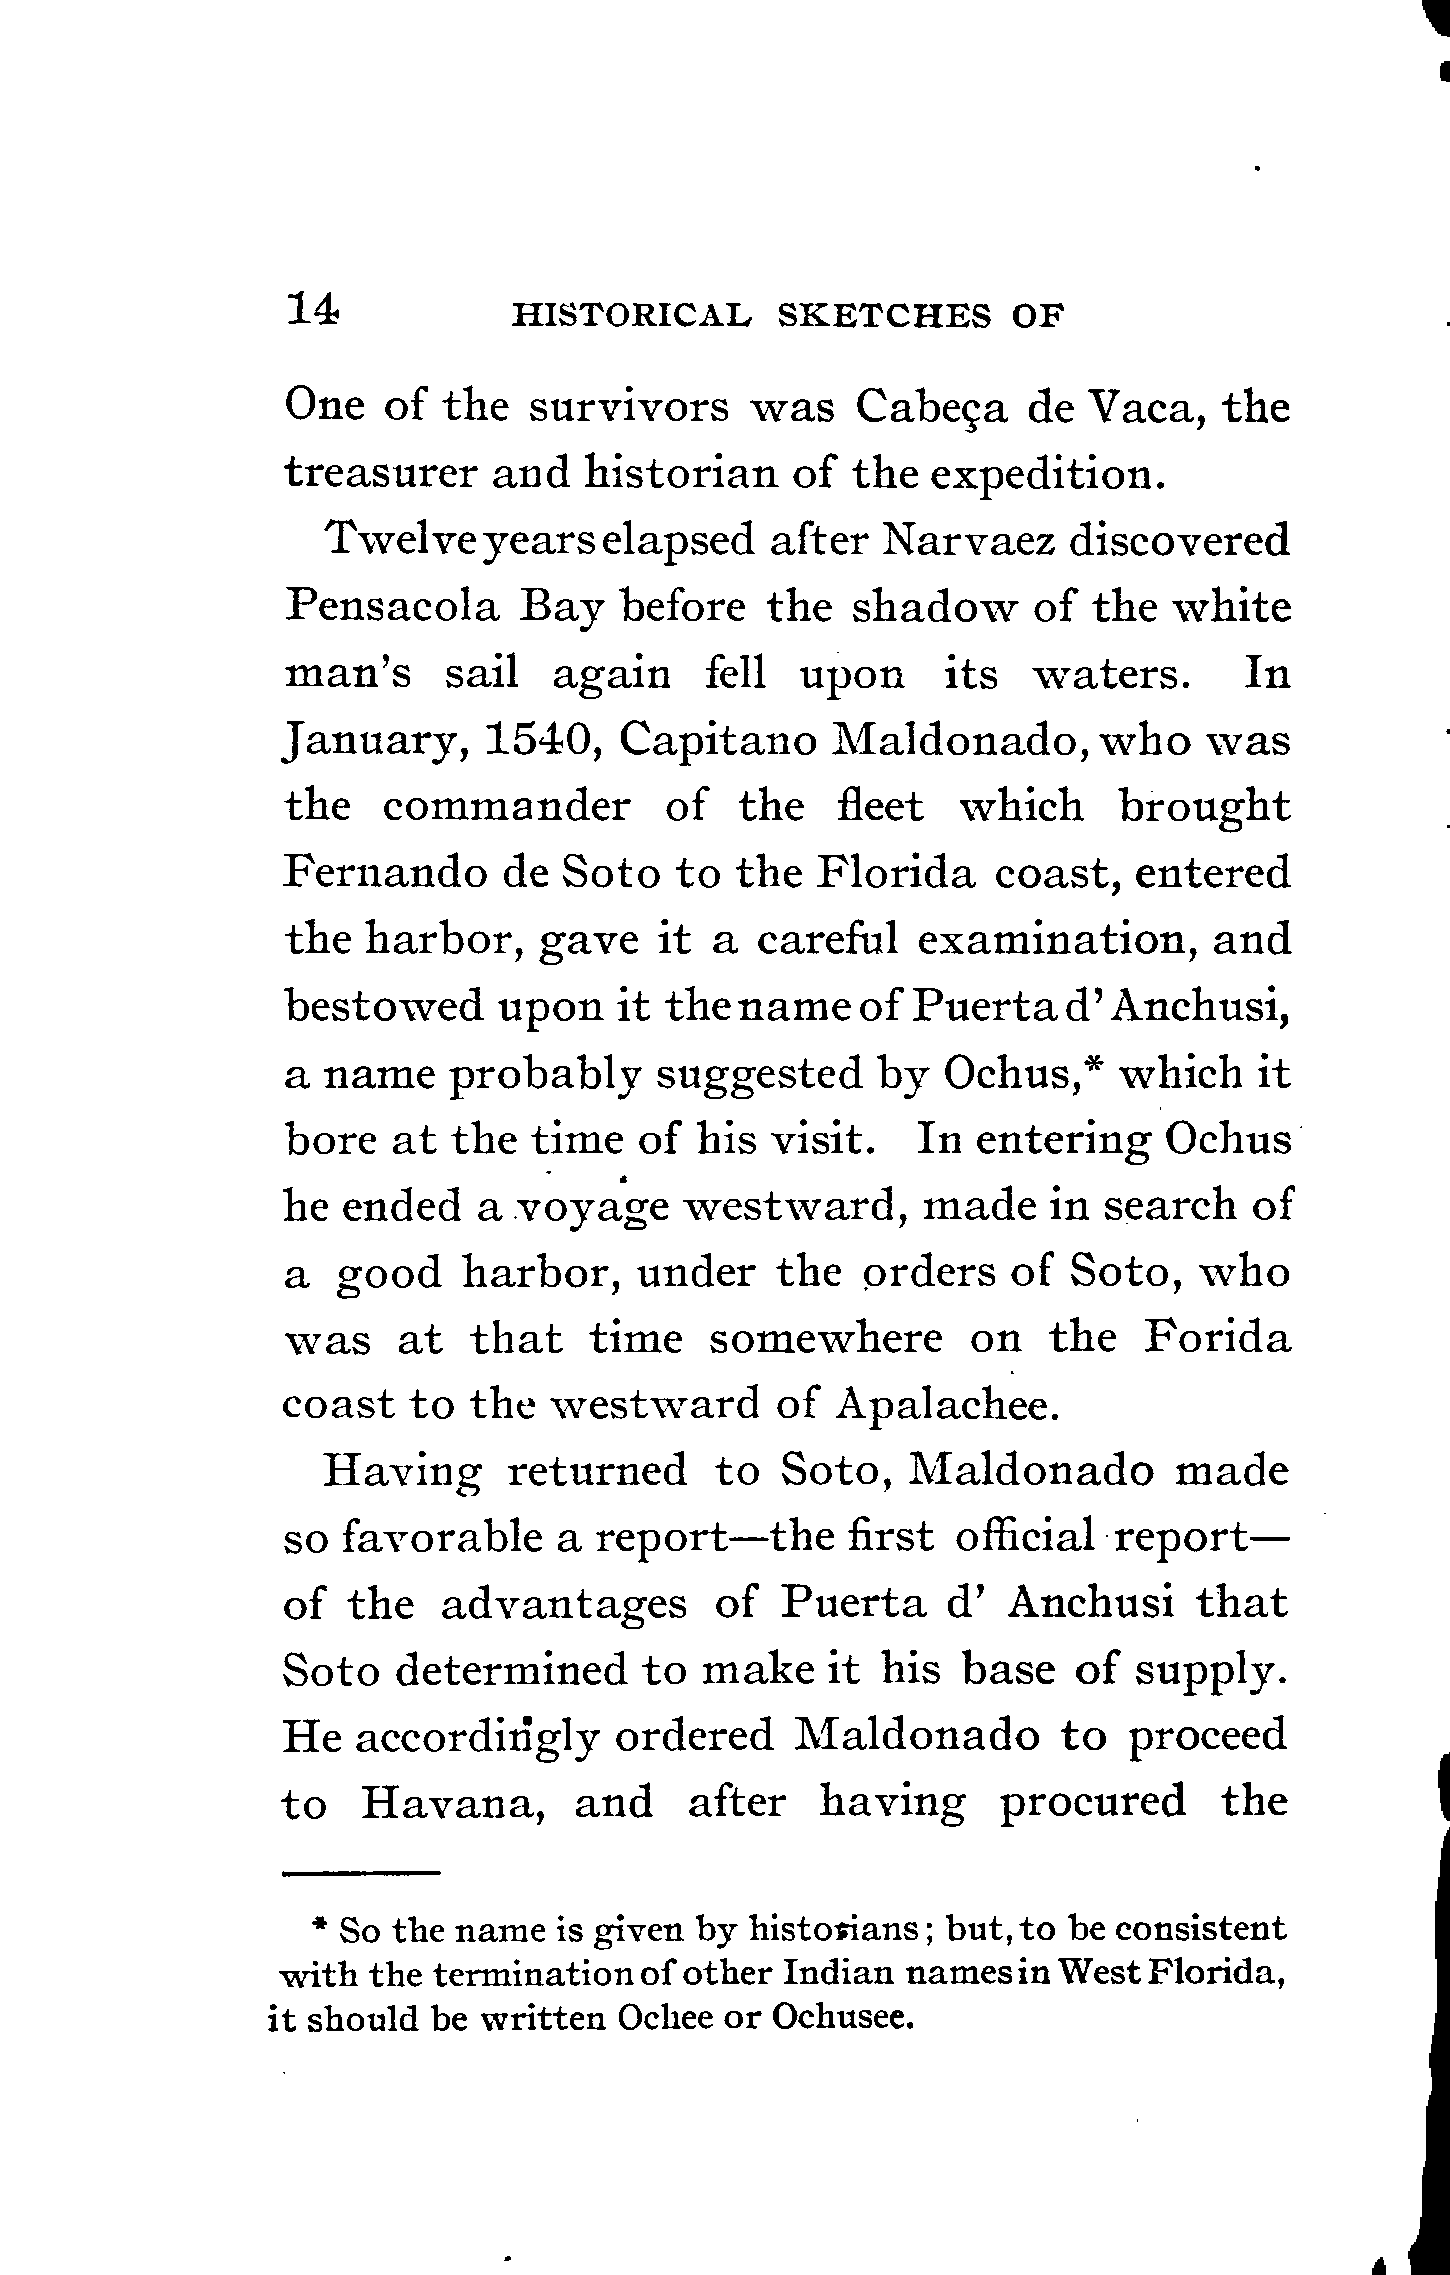 14 HISTORICAL SKETCHES OF
One of the survivors was Cabeça de Vaca, the
treasurer and historian of the expedition.
Twelve years elapsed after Narvaez discovered
Pensacola Bay before the shadow of the white
man's sail again fell upon its waters. In
January, 1540, Capitano Maldonado, who was
the commander of the fleet which brought
Fernando de Soto to the Florida coast, entered
the harbor, gave it a careful examination, and
bestowed upon it the name of Puerta d' Anchusi,
a name probably suggested by Ochus,* which it
bore at the time of his visit. In entering Ochus
he ended a voyage westward, made in search of
a good harbor, under the orders of Soto, who
was at that time somewhere on the Forida
coast to the westward of Apalachee.
Having returned to Soto, Maldonado made
so favorable a report—the first official report—
of the advantages of Puerta d' Anchusi that
Soto determined to make it his base of supply.
He accordingly ordered Maldonado to proceed
to Havana, and after having procured the
* So the name is given by historians; but, to be consistent
with the termination of other Indian names in West Florida,
it should be written Ochee or Ochusee.